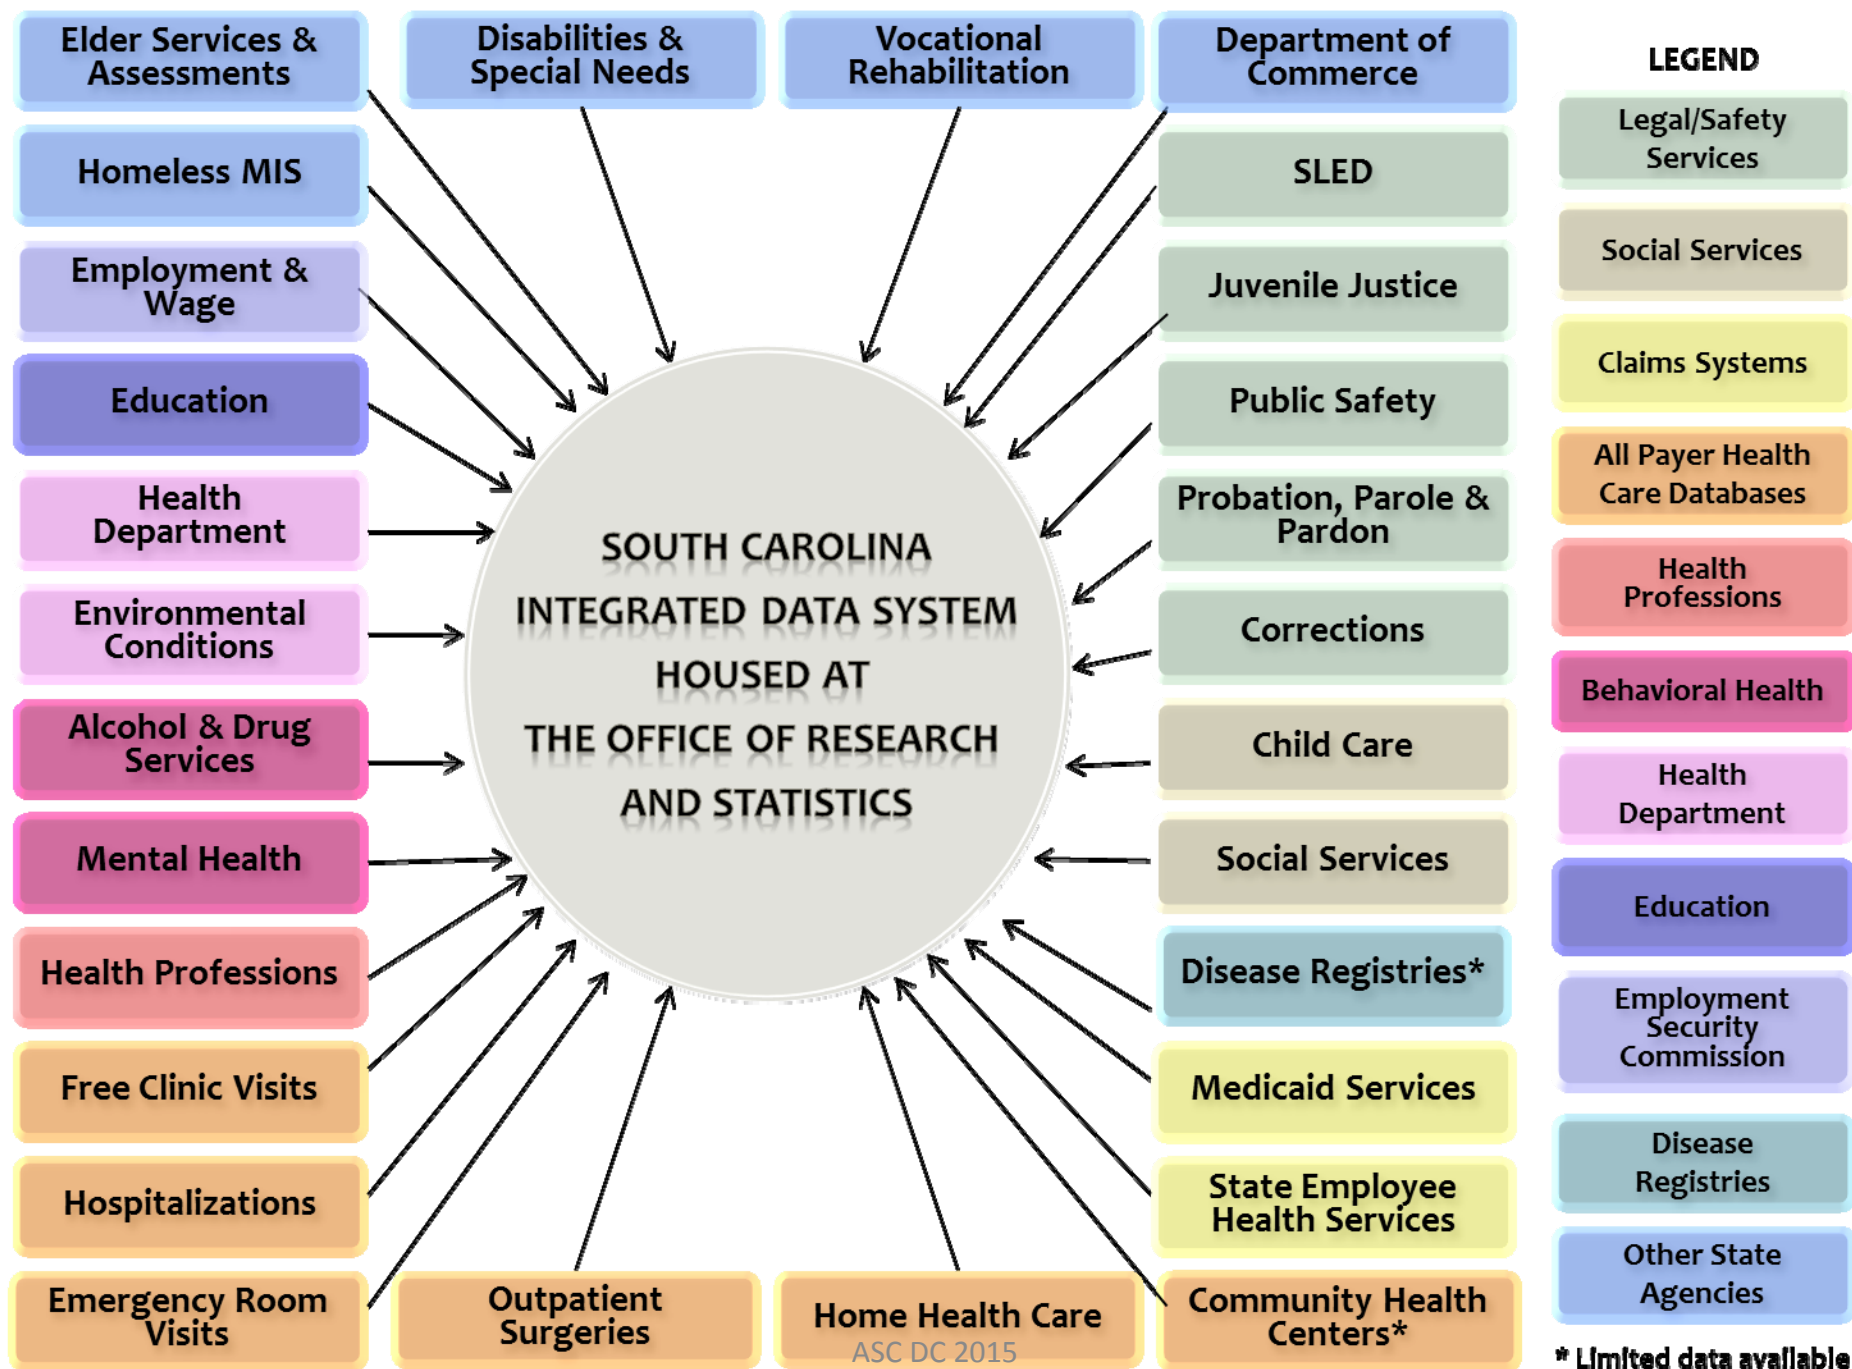 Elder Services &
Assessments
Disabilities &
Special Needs
Vocational
Rehabilitation
Department of
Commerce
Homeless MIS
Employment &
Wage
Education
Health
Department
Environmental
Conditions
Alcohol & Drug
Services
Mental Health
Health Professions
Free Clinic Visits
Hospitalizations
Emergency Room
Visits
Outpatient
Surgeries
Home Health Care
SOUTH CAROLINA
INTEGRATED DATA SYSTEM
HOUSED AT
THE OFFICE OF RESEARCH
AND STATISTICS
SLED
Juvenile Justice
Public Safety
Probation, Parole &
Pardon
Corrections
Child Care
Social Services
Disease Registries*
Medicaid Services
State Employee
Health Services
Community Health
Centers*
LEGEND
Legal/Safety
Services
Social Services
Claims Systems
All Payer Health
Care Databases
Health
Professions
Behavioral Health
Health
Department
Education
Employment
Security
Commission
Disease
Registries
Other State
Agencies
* Limited data available
ASC DC 2015